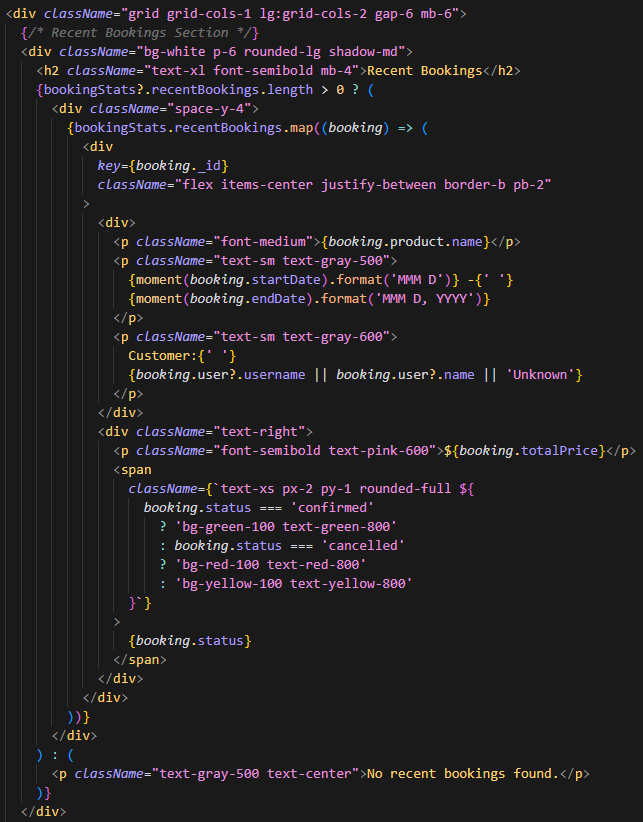 <div className="grid grid-cols-1 lg:grid-cols-2 gap-6 mb-6">
  {/* Recent Bookings Section */}
  <div className="bg-white p-6 rounded-lg shadow-md">
    <h2 className="text-xl font-semibold mb-4">Recent Bookings</h2>
    {bookingStats?.recentBookings.length > 0 ? (
      <div className="space-y-4">
        {bookingStats.recentBookings.map((booking) => (
          <div
            key={booking._id}
            className="flex items-center justify-between border-b pb-2"
          >
            <div>
              <p className="font-medium">{booking.product.name}</p>
              <p className="text-sm text-gray-500">
                {moment(booking.startDate).format('MMM D')} -{' '}
                {moment(booking.endDate).format('MMM D, YYYY')}
              </p>
              <p className="text-sm text-gray-600">
                Customer:{' '}
                {booking.user?.username || booking.user?.name || 'Unknown'}
              </p>
            </div>
            <div className="text-right">
              <p className="font-semibold text-pink-600">${booking.totalPrice}</p>
              <span
                className={`text-xs px-2 py-1 rounded-full ${
                  booking.status === 'confirmed'
                    ? 'bg-green-100 text-green-800'
                    : booking.status === 'cancelled'
                    ? 'bg-red-100 text-red-800'
                    : 'bg-yellow-100 text-yellow-800'
                }`}
              >
                {booking.status}
              </span>
            </div>
          </div>
        ))}
      </div>
    ) : (
      <p className="text-gray-500 text-center">No recent bookings found.</p>
    )}
  </div>